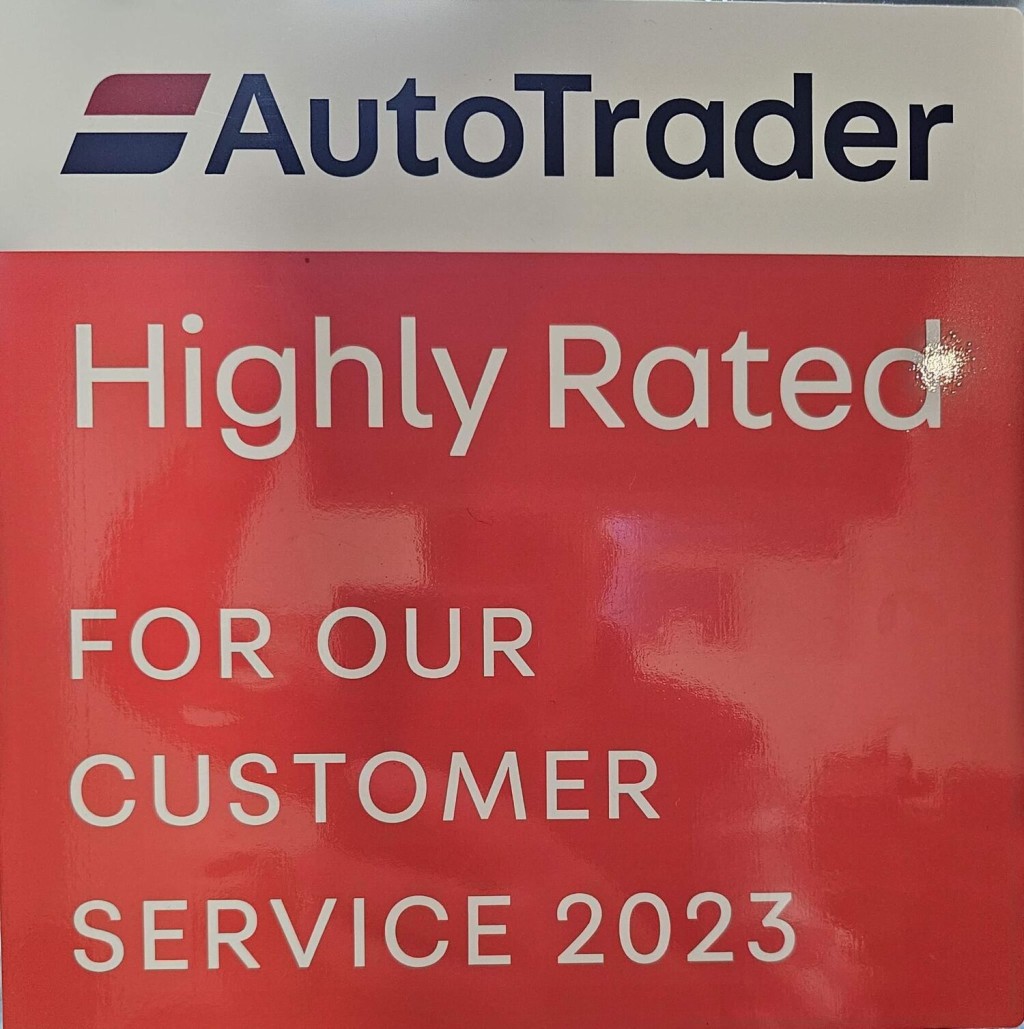 AutoTrader
Highly Rated
FOR OUR
CUSTOMER
SERVICE 2023